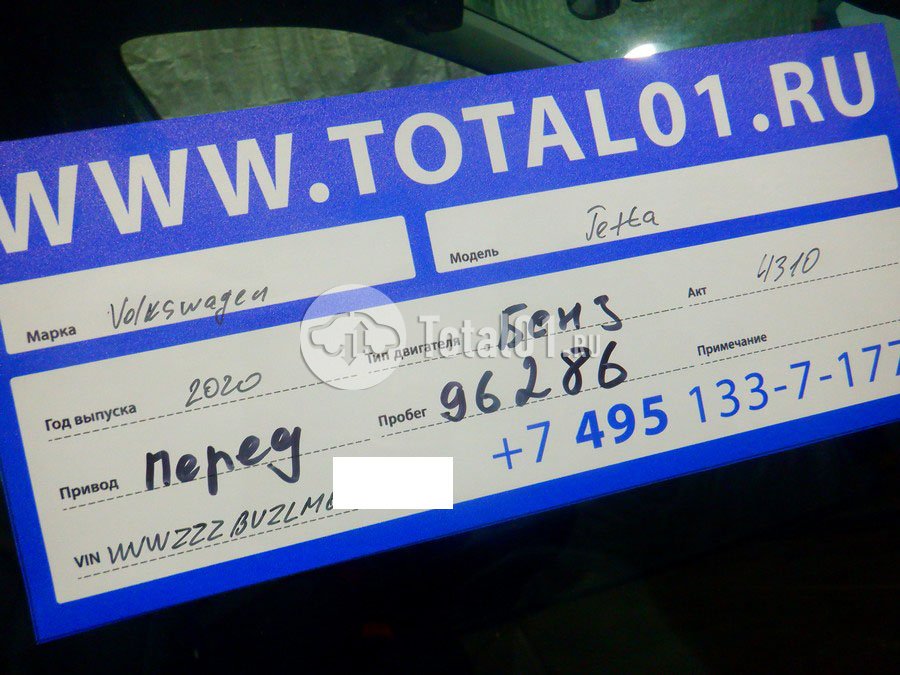 WWW.TOTAL01.RU
Марка Volkswagen
Модель Jetta
Год выпуска 2020
Тип двигателя Бенз
Акт 4310
Привод Перед
Пробег 96286
Примечание
+7 495 133-7-177
VIN WVWZZZBUZLM
Total01.RU